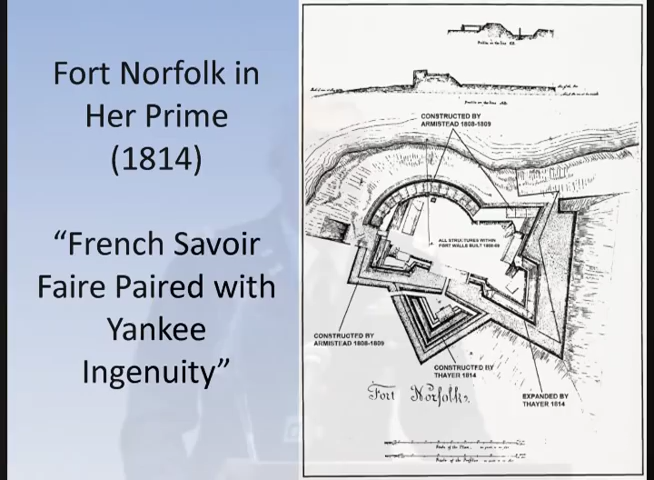 Fort Norfolk in
Her Prime
(1814)
“French Savoir
Faire Paired with
Yankee
Ingenuity”
CONSTRUCTED BY
ARMISTEAD 1808-1809
ALL STRUCTURES WITHIN
FORT WALLS BUILT
CONSTRUCTED BY
ARMISTEAD 1808-1809
CONSTRUCTED BY
THAYER 1814
EXPANDED BY
THAYER 1814
Fort Norfolk.